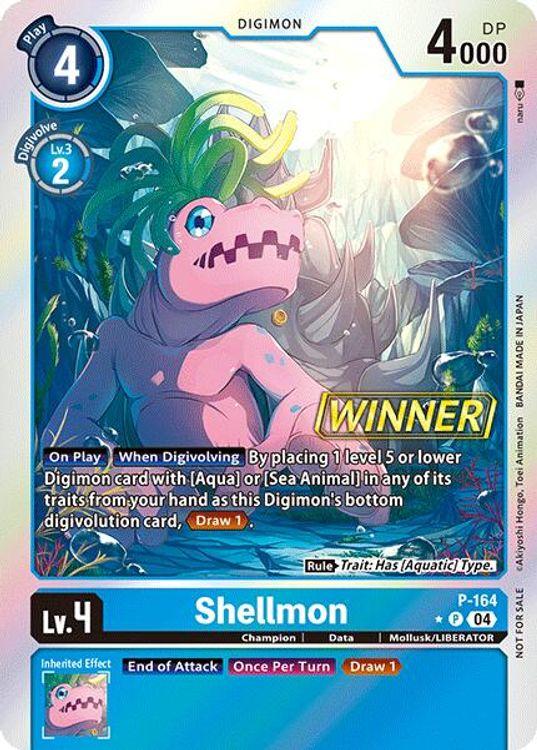 Play
4
DIGIMON
DP
4000
Digivolve
Lv.3
2
naru
WINNER
On Play When Digivolving By placing 1 level 5 or lower
Digimon card with [Aqua] or [Sea Animal] in any of its
traits from your hand as this Digimon's bottom
digivolution card, Draw 1.
Rule Trait: Has [Aquatic] Type.
©Akiyoshi Hongo, Toei Animation BANDAI MADE IN JAPAN
NOT FOR SALE
Lv.4
Shellmon
P-164
P 04
Champion Data Mollusk/LIBERATOR
Inherited Effect
End of Attack Once Per Turn Draw 1